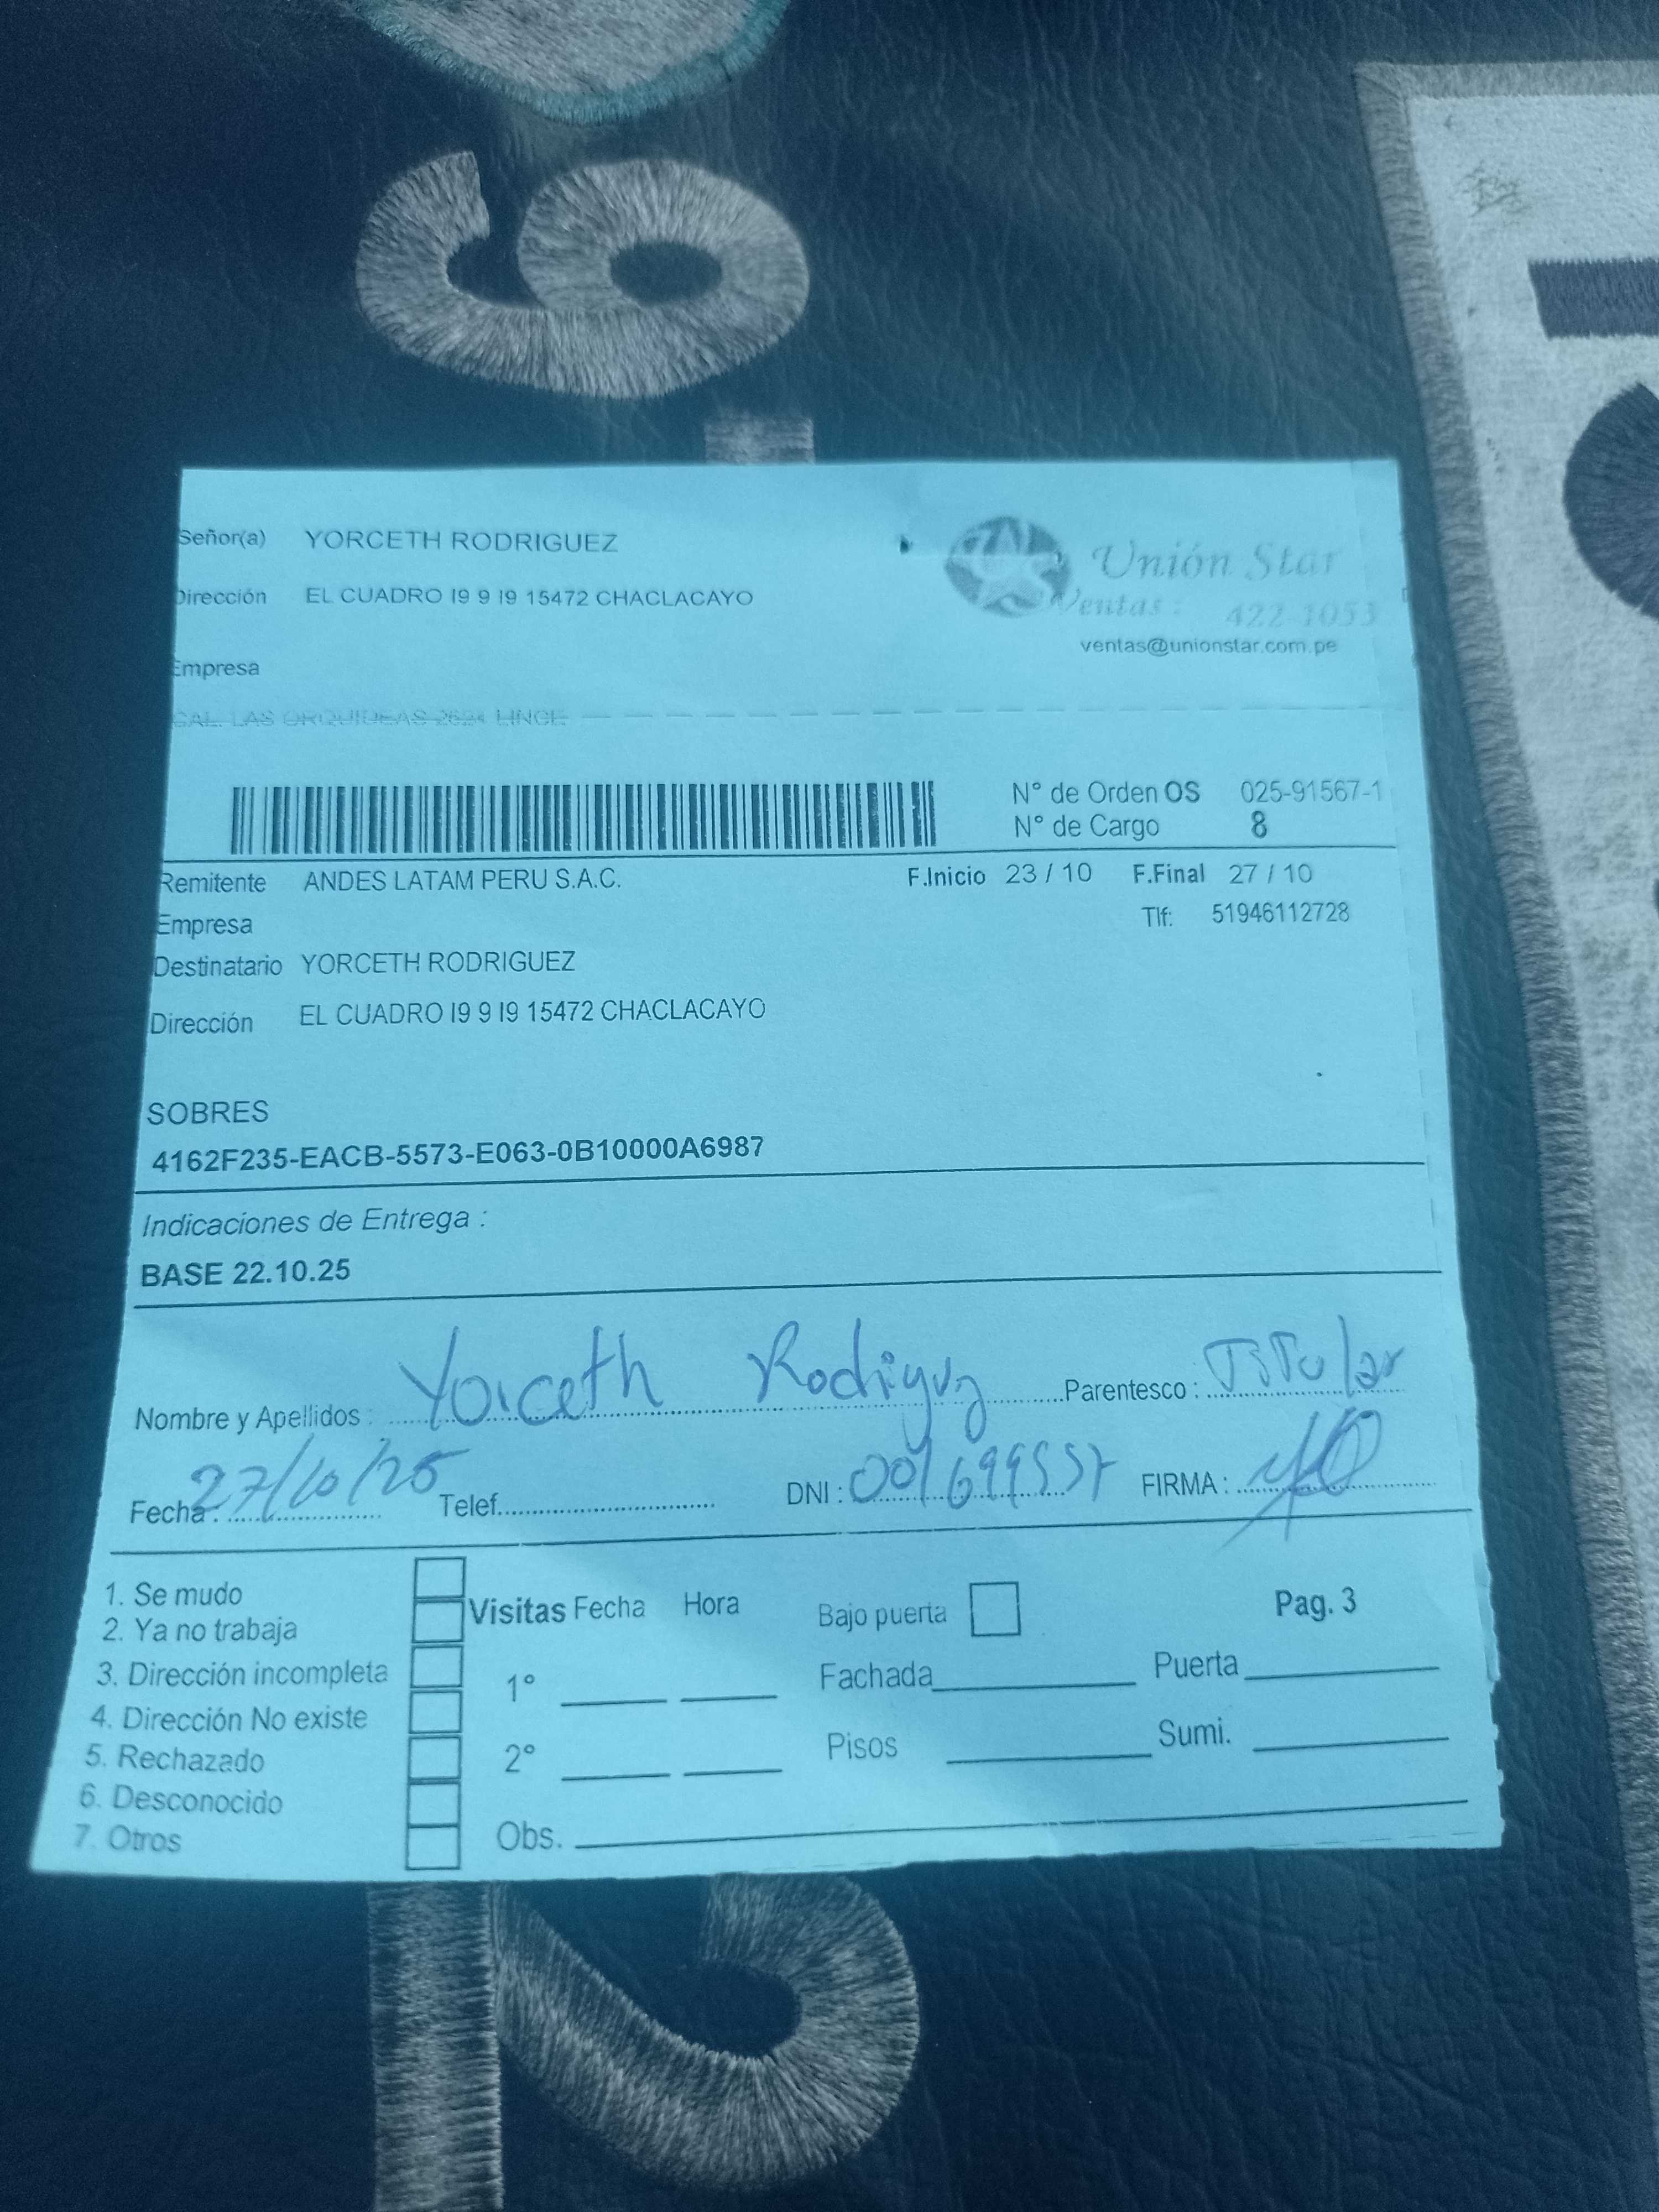 Señor(a) YORCETH RODRIGUEZ
Dirección EL CUADRO I9 9 I9 15472 CHACLACAYO
Unión Star
Ventas : 422 1053
ventas@unionstar.com.pe
Empresa
CAL. LAS ORQUIDEAS 2624 LINCE
N° de Orden OS 025-91567-1
N° de Cargo 8
Remitente ANDES LATAM PERU S.A.C. F.Inicio 23 / 10 F.Final 27 / 10
Empresa Tlf: 51946112728
Destinatario YORCETH RODRIGUEZ
Dirección EL CUADRO I9 9 I9 15472 CHACLACAYO
SOBRES
4162F235-EACB-5573-E063-0B10000A6987
Indicaciones de Entrega :
BASE 22.10.25
Nombre y Apellidos : Yorceth Parentesco : Titular
Fecha : 27/10/25 Telef. DNI : FIRMA :
1. Se mudo
2. Ya no trabaja
3. Dirección incompleta
4. Dirección No existe
5. Rechazado
6. Desconocido
7. Otros
Visitas Fecha Hora
1°
2°
Obs.
Bajo puerta Pag. 3
Fachada Puerta
Pisos Sumi.